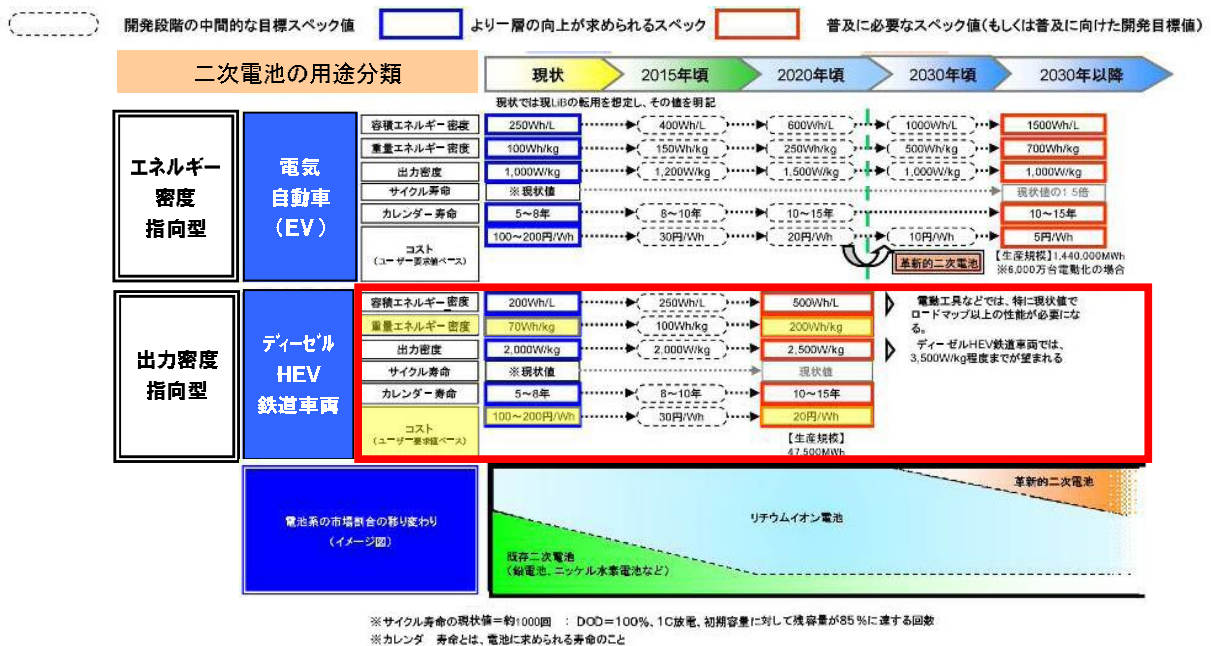 開発段階の中間的な目標スペック値 より一層の向上が求められるスペック 普及に必要なスペック値(もしくは普及に向けた開発目標値)
二次電池の用途分類 現状 2015年頃 2020年頃 2030年頃 2030年以降
現状では現LiBの転用を想定し、その値を明記
エネルギー密度指向型
電気自動車(EV)
容積エネルギー密度 250Wh/L 400Wh/L 600Wh/L 1000Wh/L 1500Wh/L
重量エネルギー密度 100Wh/kg 150Wh/kg 250Wh/kg 500Wh/kg 700Wh/kg
出力密度 1,000W/kg 1,200W/kg 1,500W/kg 1,000W/kg 1,000W/kg
サイクル寿命 ※現状値 現状値の1.5倍
カレンダー寿命 5~8年 8~10年 10~15年 10~15年
コスト 100~200円/Wh 30円/Wh 20円/Wh 10円/Wh 5円/Wh
(ユーザー要求値ベース)
革新的二次電池
【生産規模】1,440,000MWh
※6,000万台電動化の場合
出力密度指向型
ディーゼルHEV鉄道車両
容積エネルギー密度 200Wh/L 250Wh/L 500Wh/L
重量エネルギー密度 70Wh/kg 100Wh/kg 200Wh/kg
出力密度 2,000W/kg 2,000W/kg 2,500W/kg
サイクル寿命 ※現状値 現状値
カレンダー寿命 5~8年 8~10年 10~15年
コスト 100~200円/Wh 30円/Wh 20円/Wh
(ユーザー要求値ベース)
【生産規模】
47,500MWh
電動工具などでは、特に現状値で
ロードマップ以上の性能が必要にな
る。
ディーゼルHEV鉄道車両では、
3,500W/kg程度までが望まれる
電池系の市場割合の移り変わり
(イメージ図)
革新的二次電池
リチウムイオン電池
既存二次電池
(鉛電池、ニッケル水素電池など)
※サイクル寿命の現状値=約1000回 : DOD=100%、1C放電、初期容量に対して残容量が85%に達する回数
※カレンダ 寿命とは、電池に求められる寿命のこと